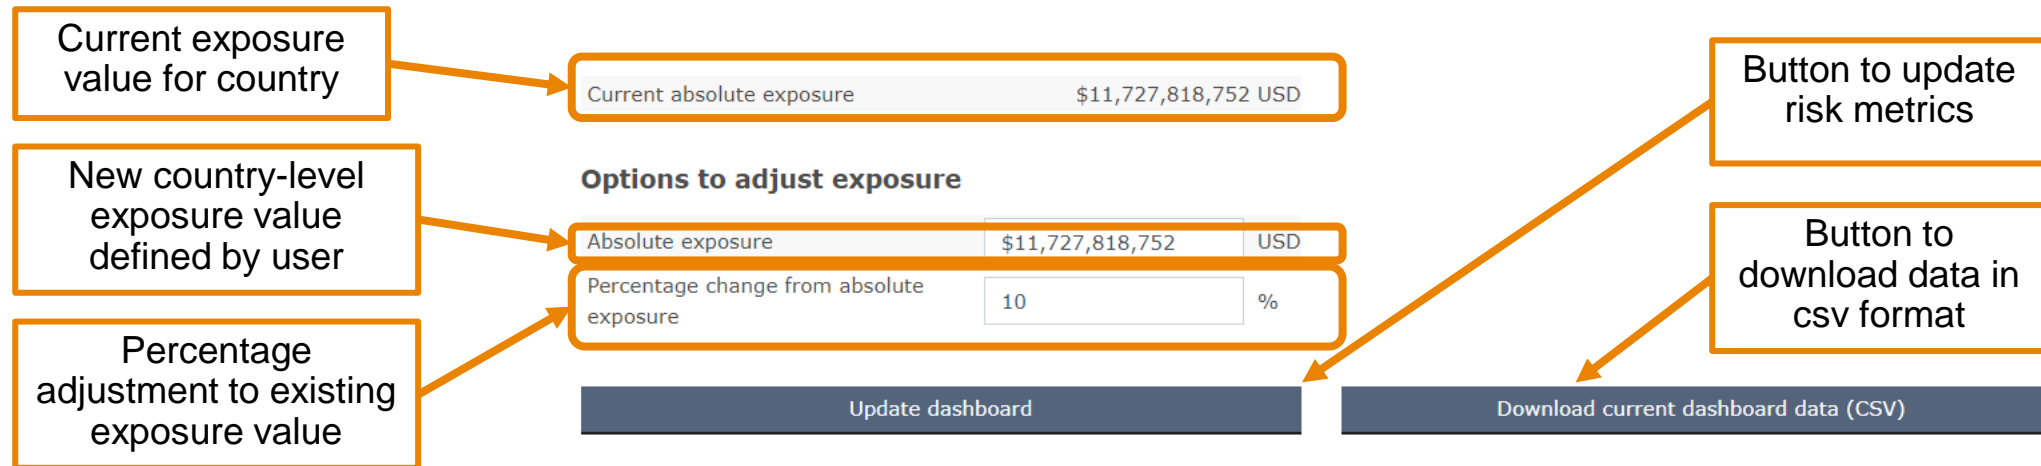 Current exposure
value for country
Current absolute exposure $11,727,818,752 USD
Button to update
risk metrics
New country-level
exposure value
defined by user
Options to adjust exposure
Absolute exposure $11,727,818,752 USD
Percentage change from absolute
exposure
10 %
Button to
download data in
csv format
Percentage
adjustment to existing
exposure value
Update dashboard
Download current dashboard data (CSV)